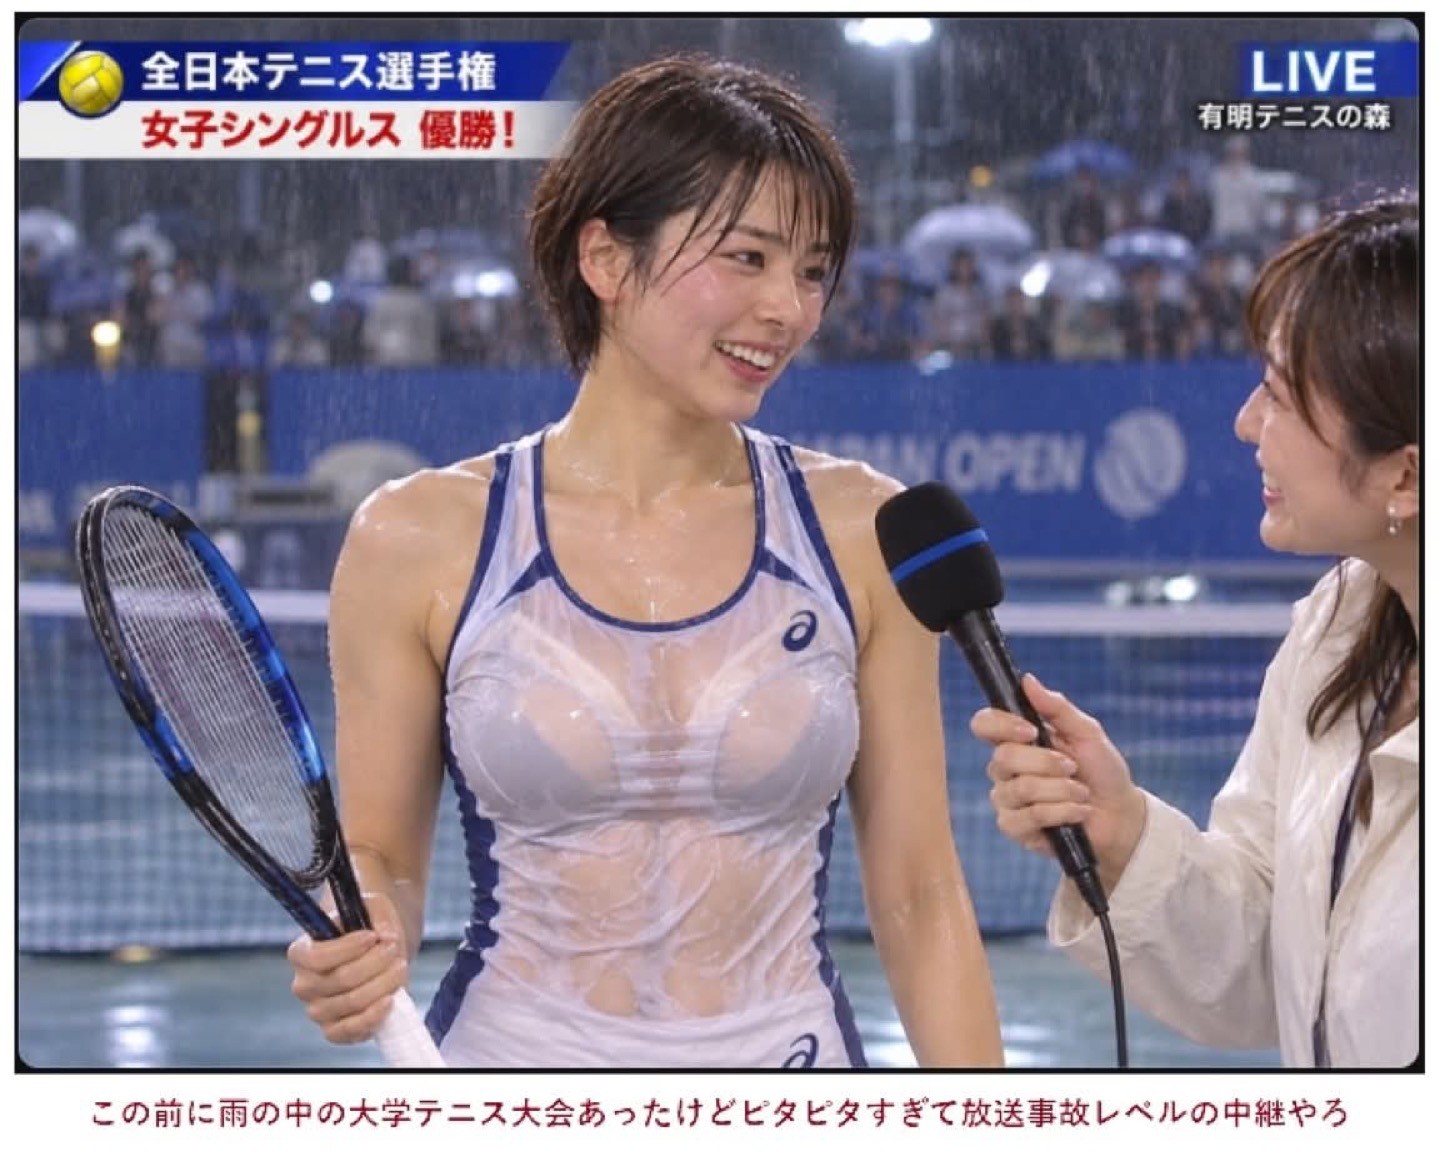 全日本テニス選手権
女子シングルス 優勝！
LIVE
有明テニスの森
PAN OPEN
この前に雨の中の大学テニス大会あったけどピタピタすぎて放送事故レベルの中継やろ